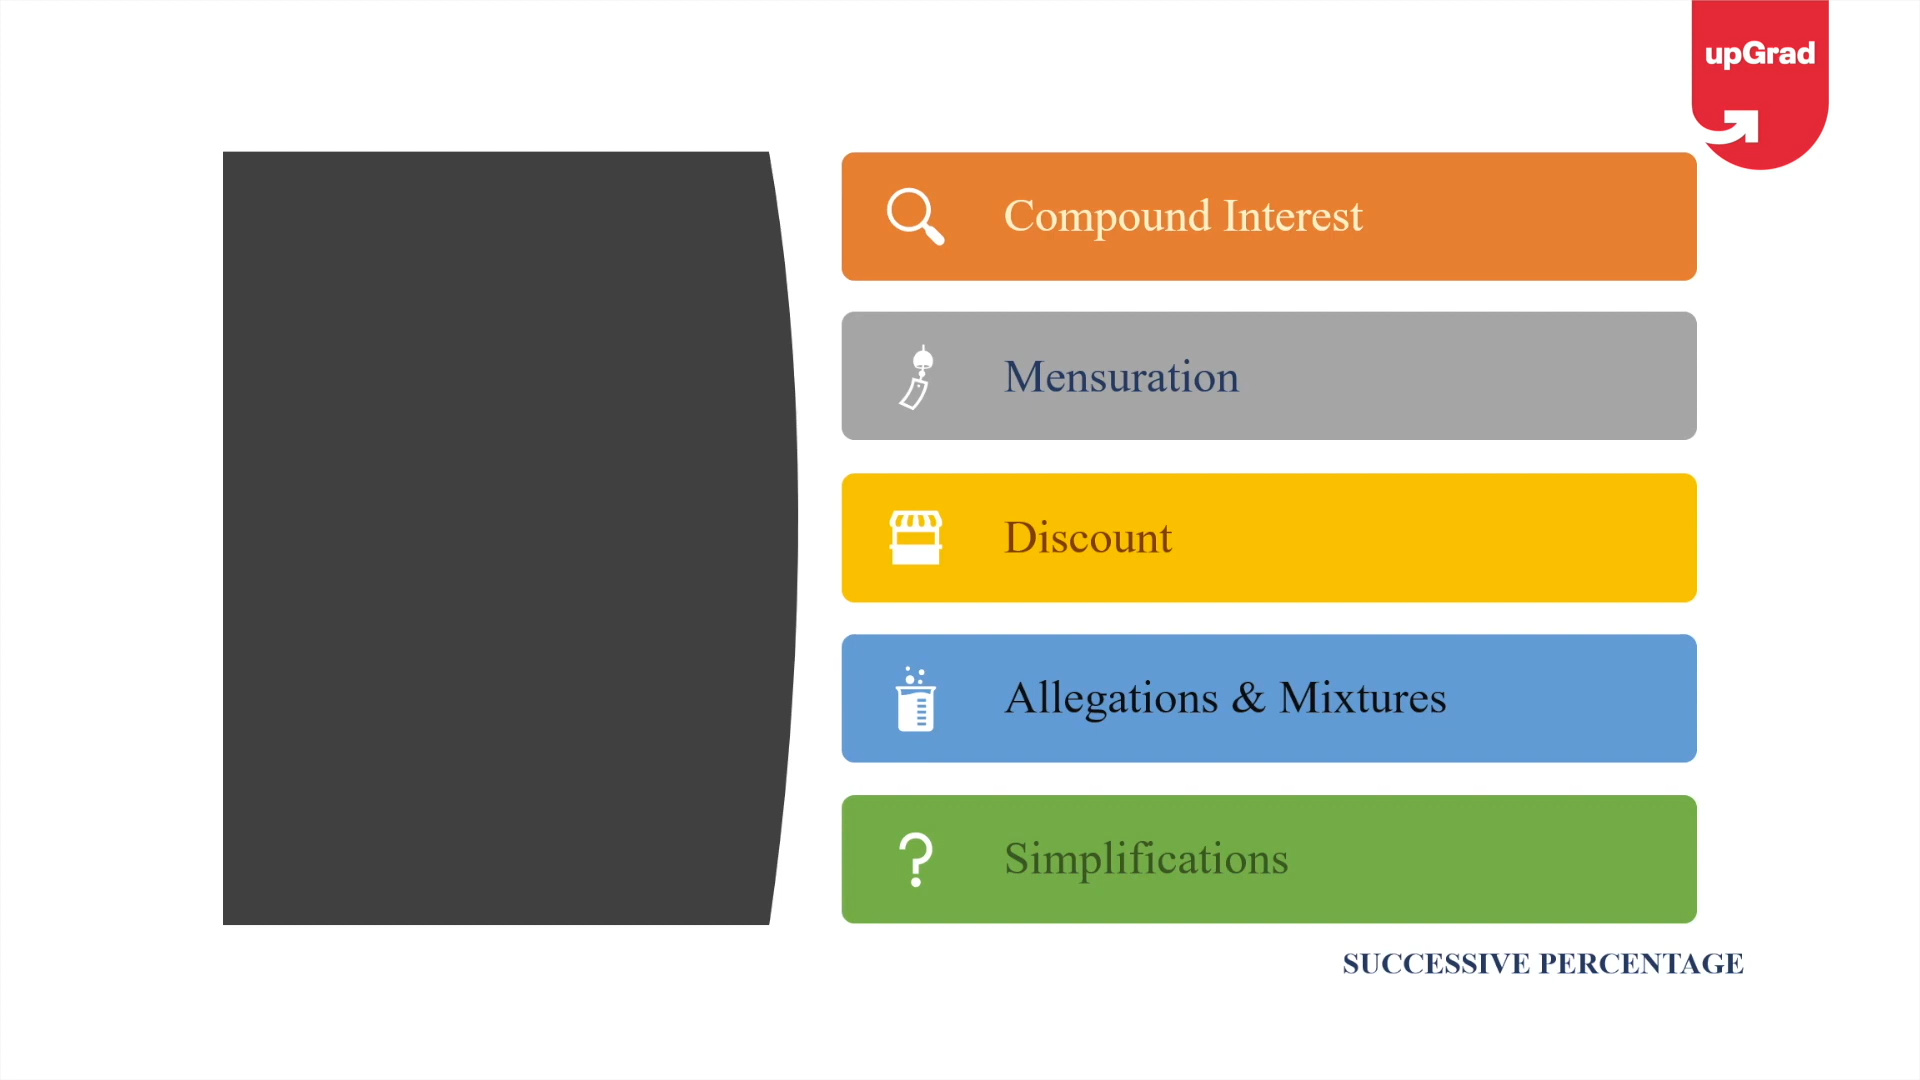 upGrad
Compound Interest
Mensuration
Discount
Allegations & Mixtures
Simplifications
SUCCESSIVE PERCENTAGE